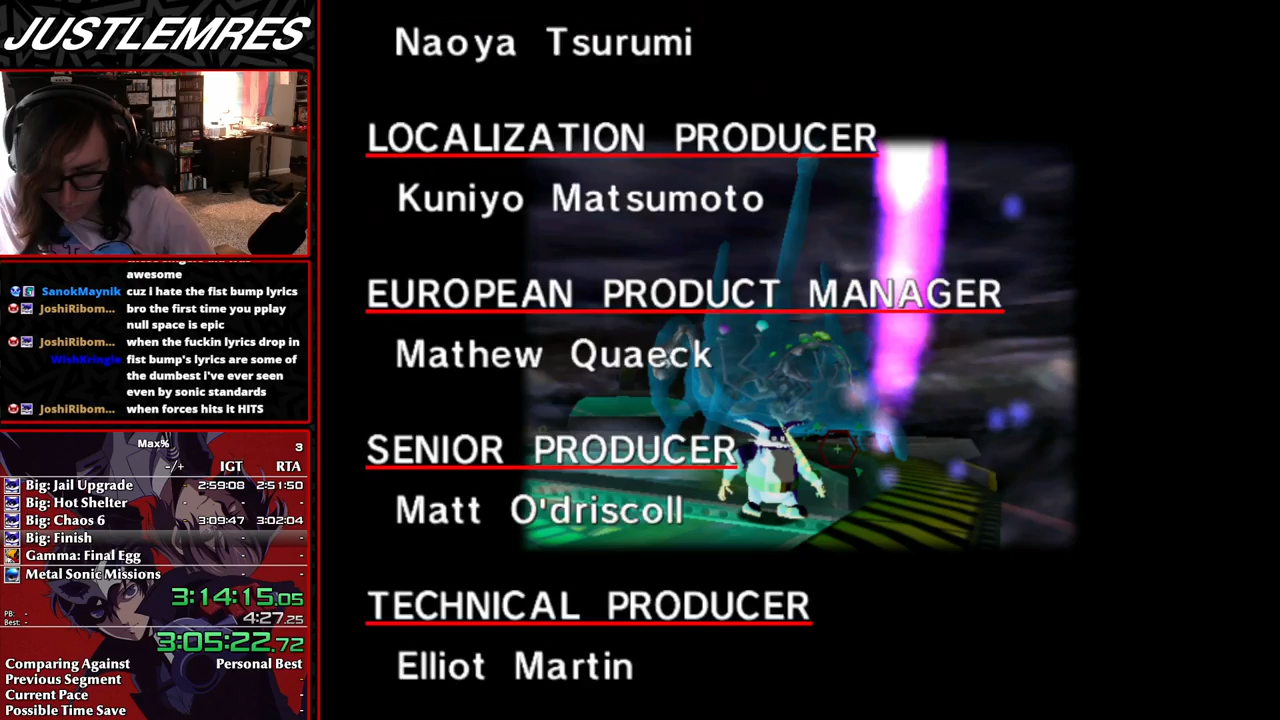 JUSTLEMRES
awesome
SanokMaynik cuz i hate the fist bump lyrics
JoshiRibom... bro the first time you pplay
null space is epic
JoshiRibom... when the fuckin lyrics drop in
WishKringle fist bump's lyrics are some of
the dumbest i've ever seen
even by sonic standards
JoshiRibom... when forces hits it HITS
Max% 3
-/+ IGT RTA
Big: Jail Upgrade - 2:59:08 2:51:50
Big: Hot Shelter - - -
Big: Chaos 6 - 3:09:47 3:02:04
Big: Finish - - -
Gamma: Final Egg - - -
Metal Sonic Missions - - -
3:14:15.05
PB: -
Best: -
4:27.25
3:05:22.72
Comparing Against Personal Best
Previous Segment -
Current Pace -
Possible Time Save -
Naoya Tsurumi
LOCALIZATION PRODUCER
Kuniyo Matsumoto
EUROPEAN PRODUCT MANAGER
Mathew Quaeck
SENIOR PRODUCER
Matt O'driscoll
TECHNICAL PRODUCER
Elliot Martin